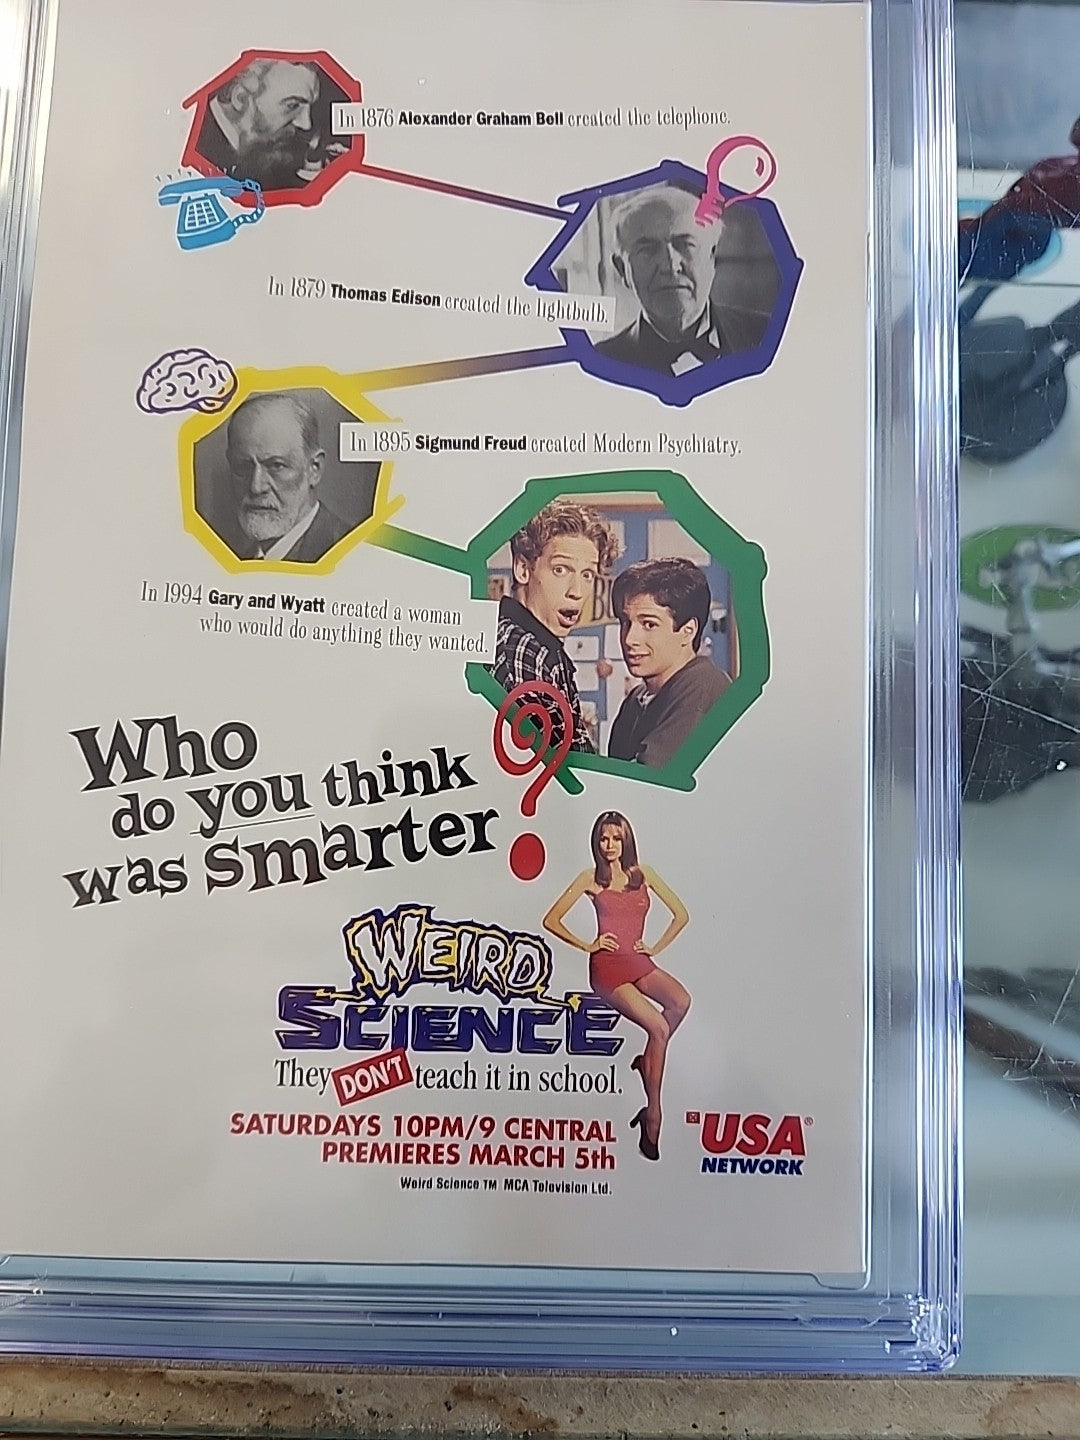 In 1876 Alexander Graham Bell created the telephone.
In 1879 Thomas Edison created the lightbulb.
In 1895 Sigmund Freud created Modern Psychiatry.
In 1994 Gary and Wyatt created a woman
who would do anything they wanted.
Who
do you think
was smarter?
WEIRD
SCIENCE
They DON'T teach it in school.
SATURDAYS 10PM/9 CENTRAL
PREMIERES MARCH 5th
USA®
NETWORK
Weird Science TM MCA Television Ltd.